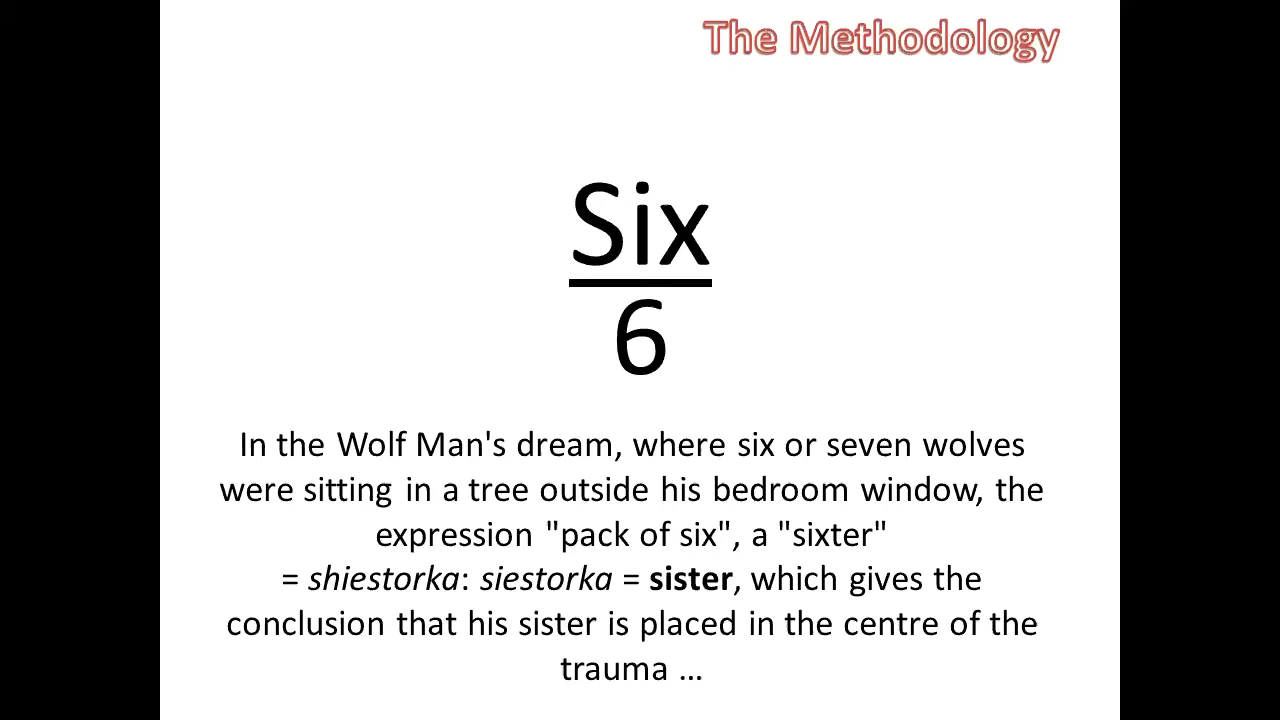 The Methodology
Six
6
In the Wolf Man's dream, where six or seven wolves
were sitting in a tree outside his bedroom window, the
expression "pack of six", a "sixter"
= shiestorka: siestorka = sister, which gives the
conclusion that his sister is placed in the centre of the
trauma ...